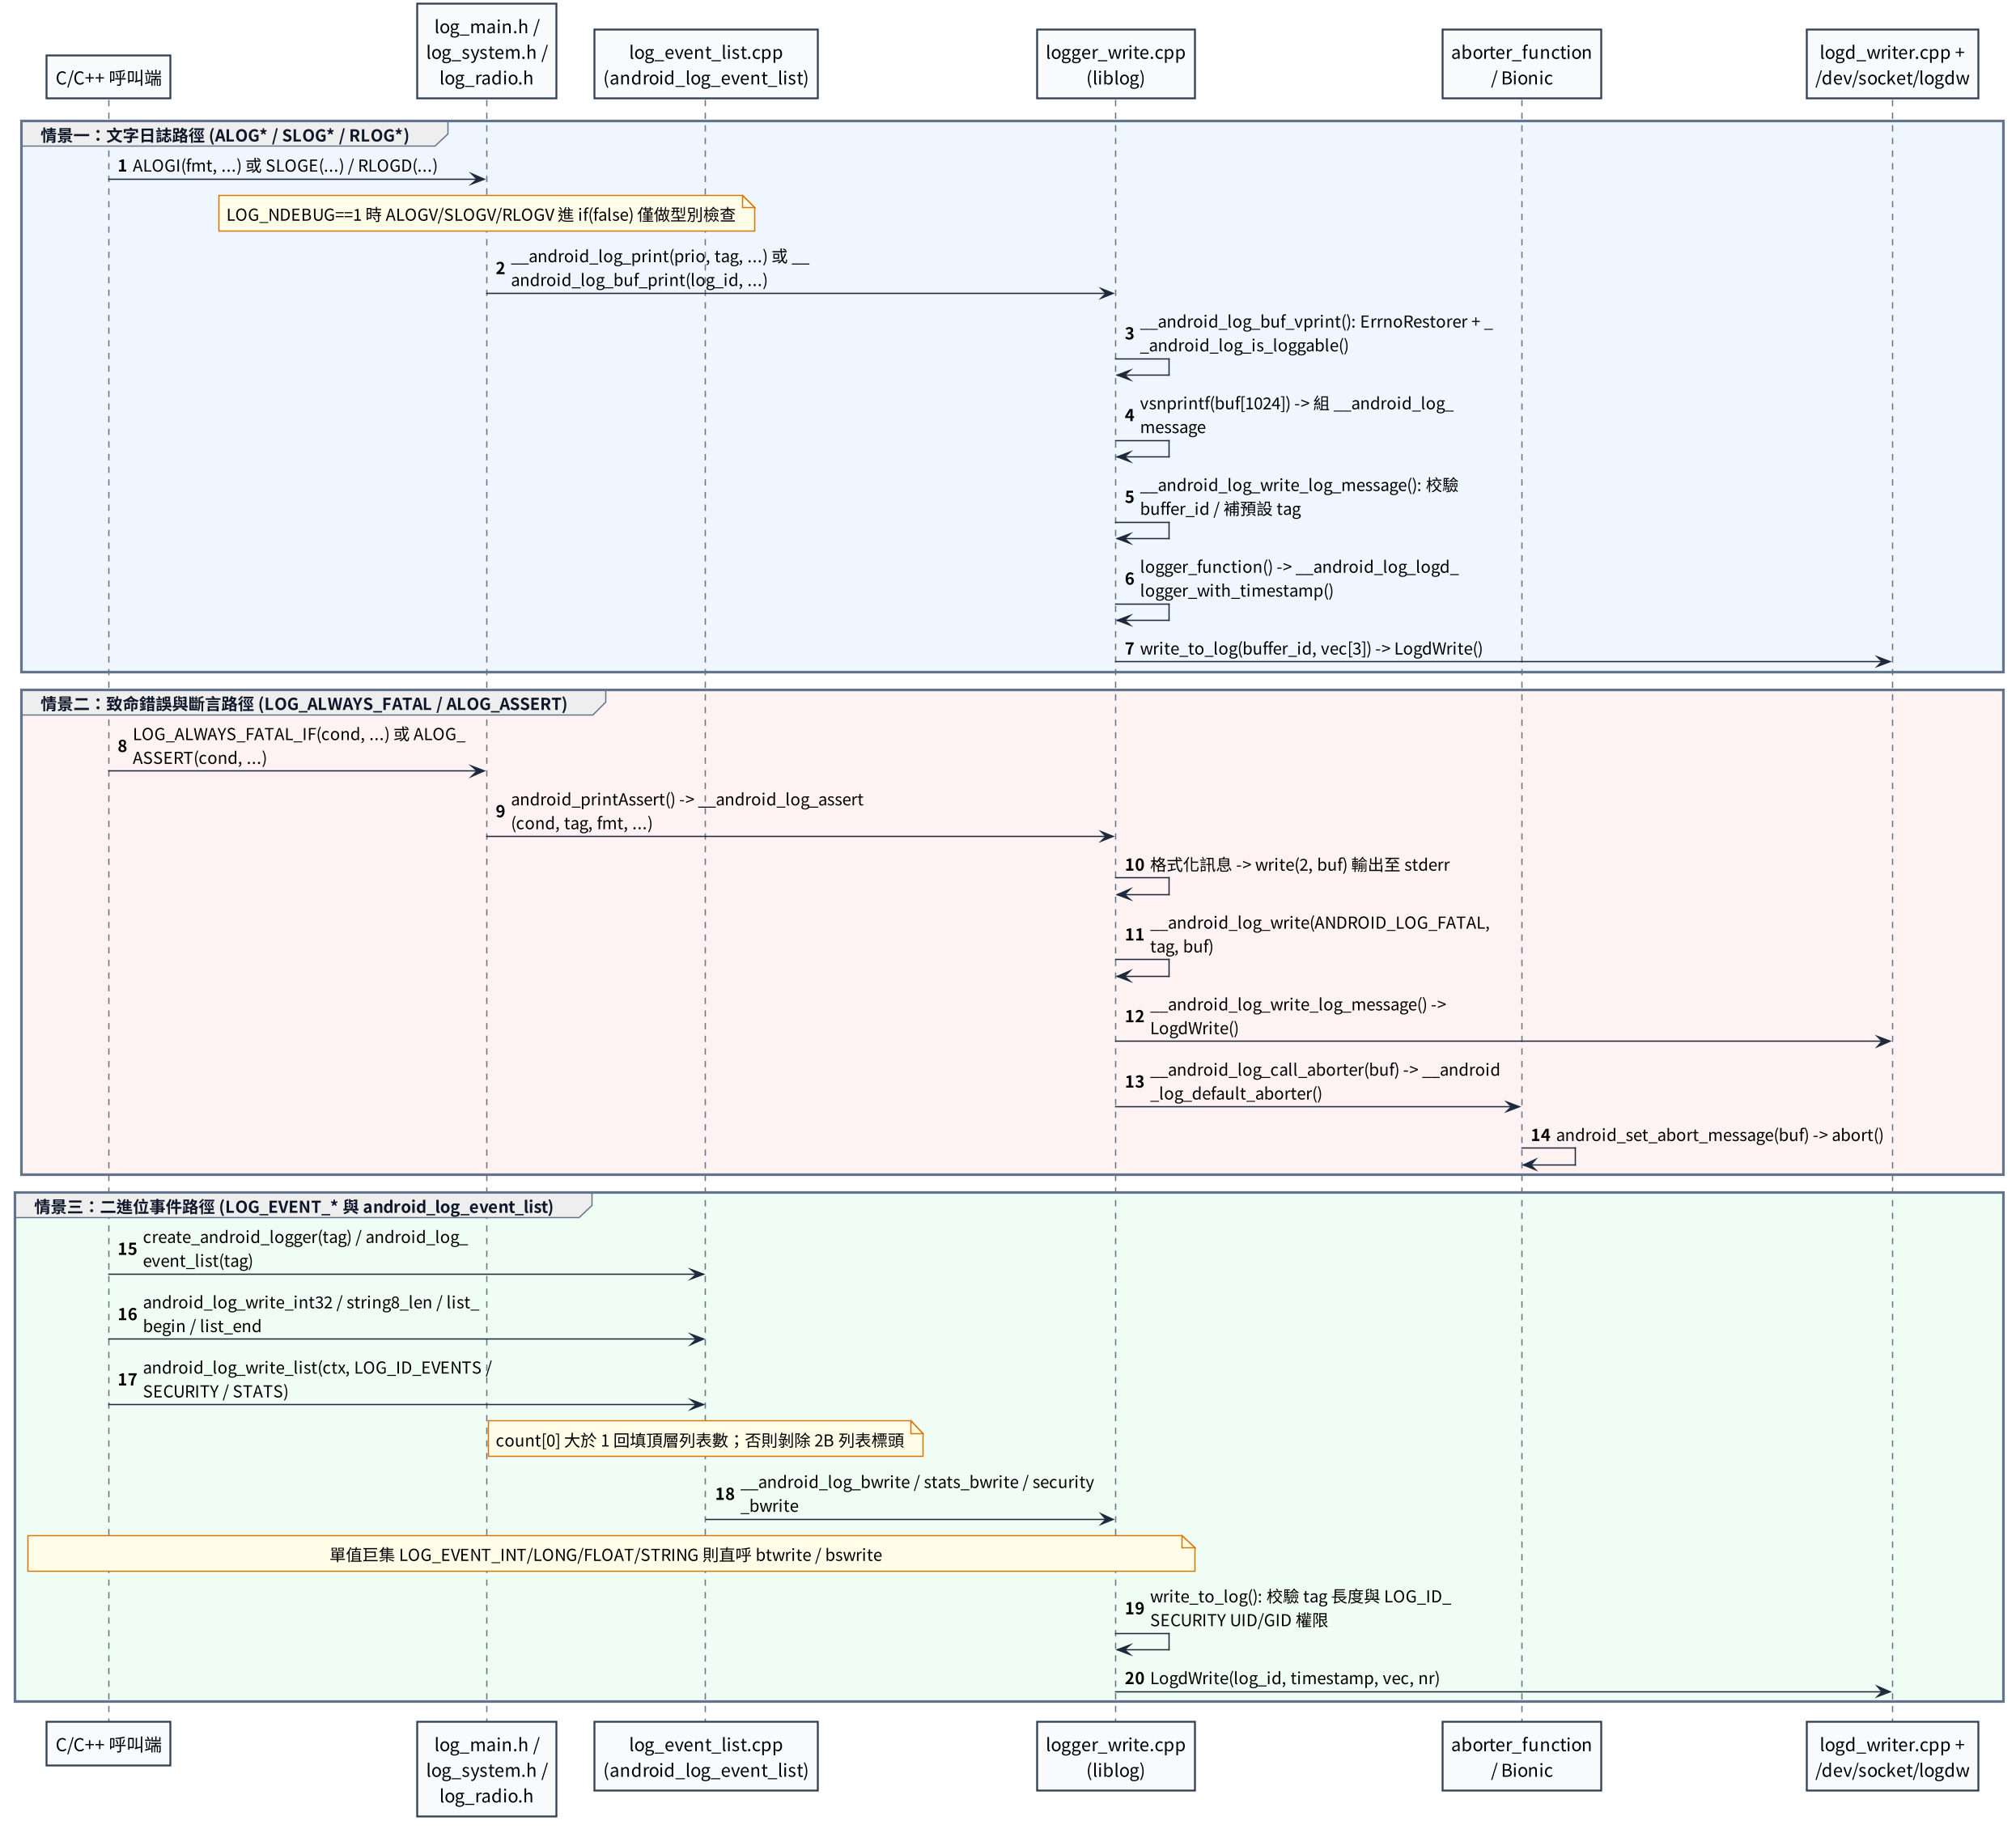 C/C++ 呼叫端
log_main.h /
log_system.h /
log_radio.h
log_event_list.cpp
(android_log_event_list)
logger_write.cpp
(liblog)
aborter_function
/ Bionic
logd_writer.cpp +
/dev/socket/logdw
情景一：文字日誌路徑 (ALOG* / SLOG* / RLOG*)
1 ALOGI(fmt, ...) 或 SLOGE(...) / RLOGD(...)
LOG_NDEBUG==1 時 ALOGV/SLOGV/RLOGV 進 if(false) 僅做型別檢查
2 __android_log_print(prio, tag, ...) 或 __
android_log_buf_print(log_id, ...)
3 __android_log_buf_vprint(): ErrnoRestorer + _
_android_log_is_loggable()
4 vsnprintf(buf[1024]) -> 組 __android_log_
message
5 __android_log_write_log_message(): 校驗
buffer_id / 補預設 tag
6 logger_function() -> __android_log_logd_
logger_with_timestamp()
7 write_to_log(buffer_id, vec[3]) -> LogdWrite()
情景二：致命錯誤與斷言路徑 (LOG_ALWAYS_FATAL / ALOG_ASSERT)
8 LOG_ALWAYS_FATAL_IF(cond, ...) 或 ALOG_
ASSERT(cond, ...)
9 android_printAssert() -> __android_log_assert
(cond, tag, fmt, ...)
10 格式化訊息 -> write(2, buf) 輸出至 stderr
11 __android_log_write(ANDROID_LOG_FATAL,
tag, buf)
12 __android_log_write_log_message() ->
LogdWrite()
13 __android_log_call_aborter(buf) -> __android
_log_default_aborter()
14 android_set_abort_message(buf) -> abort()
情景三：二進位事件路徑 (LOG_EVENT_* 與 android_log_event_list)
15 create_android_logger(tag) / android_log_
event_list(tag)
16 android_log_write_int32 / string8_len / list_
begin / list_end
17 android_log_write_list(ctx, LOG_ID_EVENTS /
SECURITY / STATS)
count[0] 大於 1 回填頂層列表數；否則剝除 2B 列表標頭
18 __android_log_bwrite / stats_bwrite / security
_bwrite
單值巨集 LOG_EVENT_INT/LONG/FLOAT/STRING 則直呼 btwrite / bswrite
19 write_to_log(): 校驗 tag 長度與 LOG_ID_
SECURITY UID/GID 權限
20 LogdWrite(log_id, timestamp, vec, nr)
C/C++ 呼叫端
log_main.h /
log_system.h /
log_radio.h
log_event_list.cpp
(android_log_event_list)
logger_write.cpp
(liblog)
aborter_function
/ Bionic
logd_writer.cpp +
/dev/socket/logdw